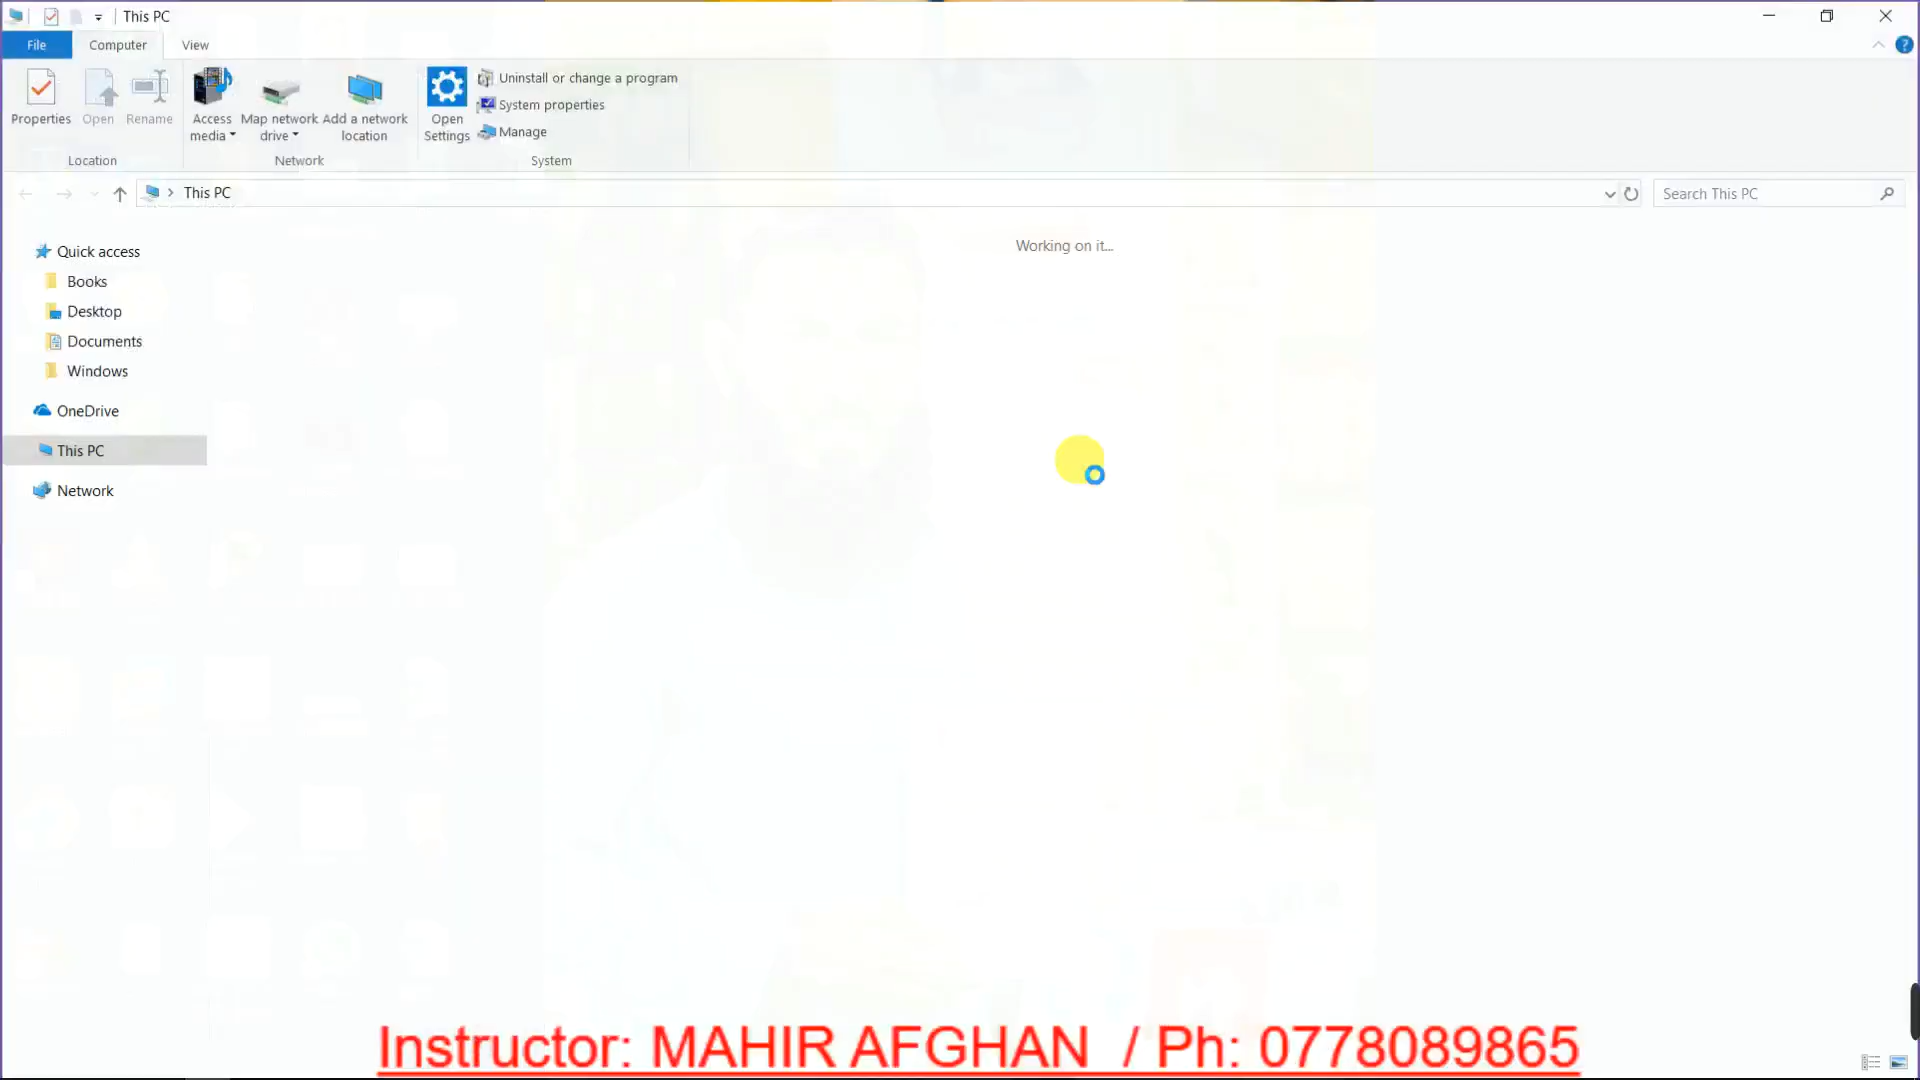 This PC
File
Computer
View
Properties
Open
Rename
Access media
Map network drive
Add a network location
Open Settings
Uninstall or change a program
System properties
Manage
Location
Network
System
This PC
Search This PC
Working on it...
Quick access
Books
Desktop
Documents
Windows
OneDrive
This PC
Network
Instructor: MAHIR AFGHAN / Ph: 0778089865